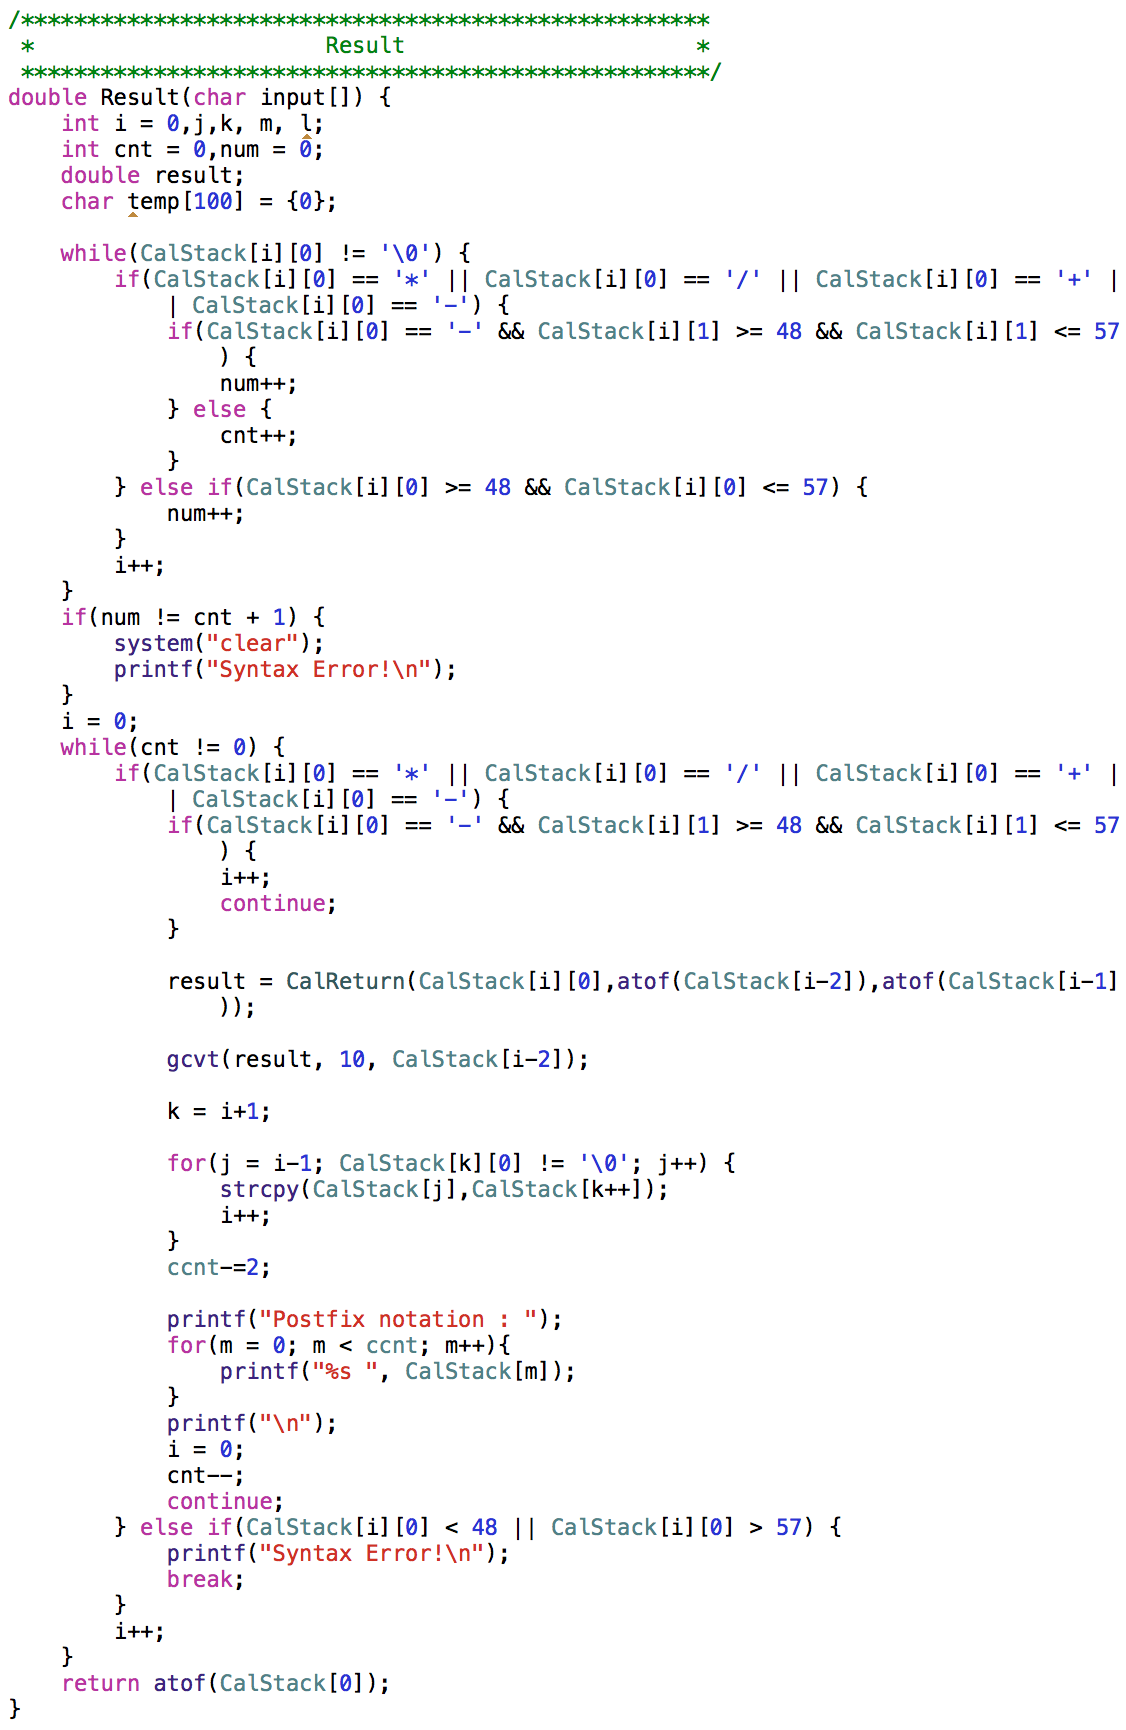 /****************************************************
 *                      Result                      *
 ****************************************************/
double Result(char input[]) {
    int i = 0,j,k, m, l;
    int cnt = 0,num = 0;
    double result;
    char temp[100] = {0};

    while(CalStack[i][0] != '\0') {
        if(CalStack[i][0] == '*' || CalStack[i][0] == '/' || CalStack[i][0] == '+' |
            | CalStack[i][0] == '-') {
            if(CalStack[i][0] == '-' && CalStack[i][1] >= 48 && CalStack[i][1] <= 57
                ) {
                num++;
            } else {
                cnt++;
            }
        } else if(CalStack[i][0] >= 48 && CalStack[i][0] <= 57) {
            num++;
        }
        i++;
    }
    if(num != cnt + 1) {
        system("clear");
        printf("Syntax Error!\n");
    }
    i = 0;
    while(cnt != 0) {
        if(CalStack[i][0] == '*' || CalStack[i][0] == '/' || CalStack[i][0] == '+' |
            | CalStack[i][0] == '-') {
            if(CalStack[i][0] == '-' && CalStack[i][1] >= 48 && CalStack[i][1] <= 57
                ) {
                i++;
                continue;
            }

            result = CalReturn(CalStack[i][0],atof(CalStack[i-2]),atof(CalStack[i-1]
                ));

            gcvt(result, 10, CalStack[i-2]);

            k = i+1;

            for(j = i-1; CalStack[k][0] != '\0'; j++) {
                strcpy(CalStack[j],CalStack[k++]);
                i++;
            }
            ccnt-=2;

            printf("Postfix notation : ");
            for(m = 0; m < ccnt; m++){
                printf("%s ", CalStack[m]);
            }
            printf("\n");
            i = 0;
            cnt--;
            continue;
        } else if(CalStack[i][0] < 48 || CalStack[i][0] > 57) {
            printf("Syntax Error!\n");
            break;
        }
        i++;
    }
    return atof(CalStack[0]);
}